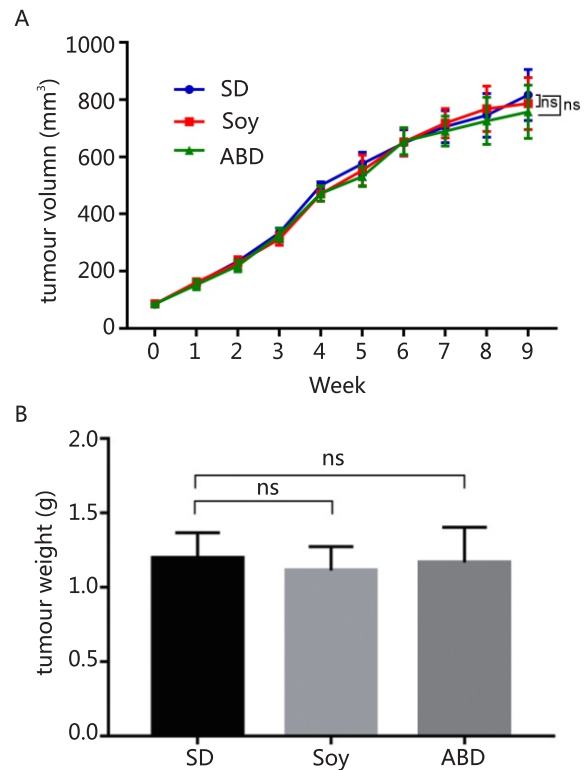 A
tumour volumn (mm³)
1000
800
600
400
200
0
SD
Soy
ABD
ns
ns
0 1 2 3 4 5 6 7 8 9
Week
B
tumour weight (g)
2.0
1.5
1.0
0.5
0.0
ns
ns
SD Soy ABD